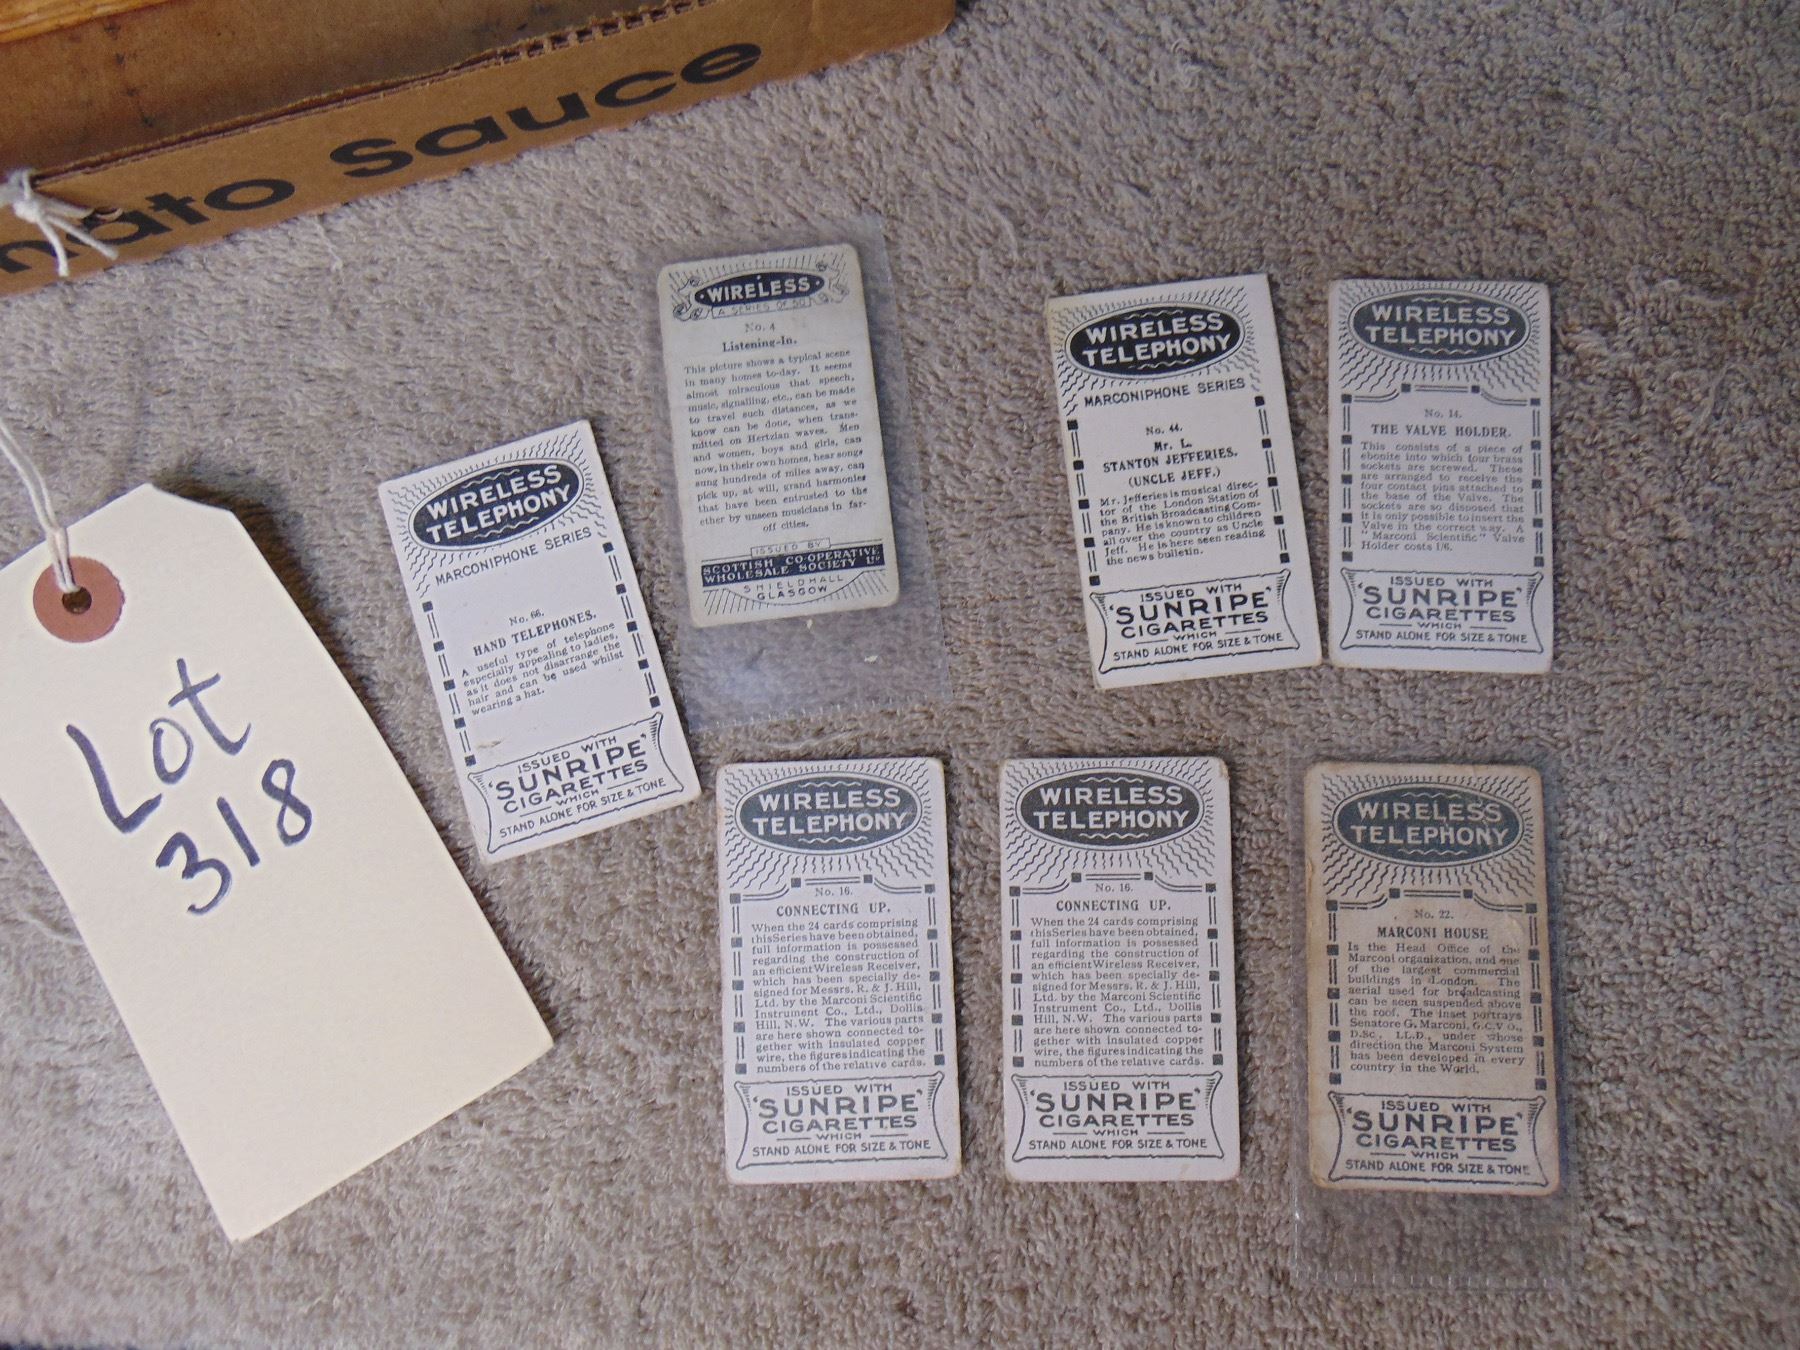 mato Sauce
Lot
318
WIRELESS
TELEPHONY
MARCONIPHONE SERIES
No. 66.
HAND TELEPHONES.
A useful type of telephone
especially appealing to ladies,
as it does not disarrange the
hair and can be used whilst
wearing a hat.
ISSUED WITH
'SUNRIPE'
CIGARETTES
WHICH
STAND ALONE FOR SIZE & TONE
WIRELESS
A SERIES OF 50
No. 4
Listening-In.
This picture shows a typical scene
in many homes to-day. It seems
almost miraculous that speech,
music, signalling, etc., can be made
to travel such distances, as we
know can be done, when trans-
mitted on Hertzian waves. Men
and women, boys and girls, can
now, in their own homes, hear songs
sung hundreds of miles away, can
pick up, at will, grand harmonies
that have been entrusted to the
ether by unseen musicians in far-
off cities.
ISSUED BY
SCOTTISH CO-OPERATIVE
WHOLESALE SOCIETY LTD
SHIELDHALL
GLASGOW
WIRELESS
TELEPHONY
MARCONIPHONE SERIES
No. 44.
Mr. L.
STANTON JEFFERIES.
(UNCLE JEFF.)
Mr. Jefferies is musical direc-
tor of the London Station of
the British Broadcasting Com-
pany. He is known to children
all over the country as Uncle
Jeff. He is here seen reading
the news bulletin.
ISSUED WITH
'SUNRIPE'
CIGARETTES
WHICH
STAND ALONE FOR SIZE & TONE
WIRELESS
TELEPHONY
No. 14.
THE VALVE HOLDER.
This consists of a piece of
ebonite into which four brass
sockets are screwed. These
are arranged to receive the
four contact pins attached to
the base of the Valve. The
sockets are so disposed that
it is only possible to insert the
Valve in the correct way. A
"Marconi Scientific" Valve
Holder costs 1/6.
ISSUED WITH
'SUNRIPE'
CIGARETTES
WHICH
STAND ALONE FOR SIZE & TONE
WIRELESS
TELEPHONY
No. 16.
CONNECTING UP.
When the 24 cards comprising
this Series have been obtained,
full information is possessed
regarding the construction of
an efficient Wireless Receiver,
which has been specially de-
signed for Messrs. R. & J. Hill,
Ltd. by the Marconi Scientific
Instrument Co., Ltd., Dollis
Hill, N.W. The various parts
are here shown connected to-
gether with insulated copper
wire, the figures indicating the
numbers of the relative cards.
ISSUED WITH
'SUNRIPE'
CIGARETTES
WHICH
STAND ALONE FOR SIZE & TONE
WIRELESS
TELEPHONY
No. 16.
CONNECTING UP.
When the 24 cards comprising
this Series have been obtained,
full information is possessed
regarding the construction of
an efficient Wireless Receiver,
which has been specially de-
signed for Messrs. R. & J. Hill,
Ltd. by the Marconi Scientific
Instrument Co., Ltd., Dollis
Hill, N.W. The various parts
are here shown connected to-
gether with insulated copper
wire, the figures indicating the
numbers of the relative cards.
ISSUED WITH
'SUNRIPE'
CIGARETTES
WHICH
STAND ALONE FOR SIZE & TONE
WIRELESS
TELEPHONY
No. 22.
MARCONI HOUSE
Is the Head Office of the
Marconi organization, and one
of the largest commercial
buildings in London. The
aerial used for broadcasting
can be seen suspended above
the roof. The inset portrays
Senatore G. Marconi, G.C.V.O.,
D.Sc., LL.D., under whose
direction the Marconi System
has been developed in every
country in the World.
ISSUED WITH
'SUNRIPE'
CIGARETTES
WHICH
STAND ALONE FOR SIZE & TONE